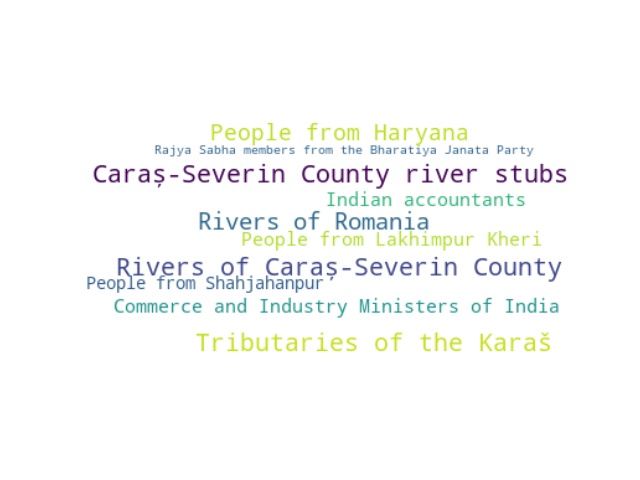 People from Haryana
Rajya Sabha members from the Bharatiya Janata Party
Caraș-Severin County river stubs
Indian accountants
Rivers of Romania
People from Lakhimpur Kheri
Rivers of Caraș-Severin County
People from Shahjahanpur
Commerce and Industry Ministers of India
Tributaries of the Karaš